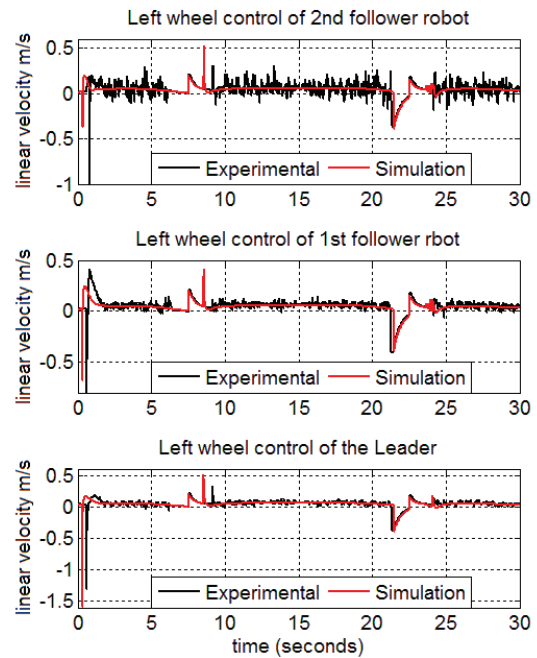 Left wheel control of 2nd follower robot
linear velocity m/s
0.5
0
-0.5
-1
0 5 10 15 20 25 30
Experimental Simulation
Left wheel control of 1st follower rbot
linear velocity m/s
0.5
0
-0.5
0 5 10 15 20 25 30
Experimental Simulation
Left wheel control of the Leader
linear velocity m/s
0.5
0
-0.5
-1
-1.5
0 5 10 15 20 25 30
Experimental Simulation
time (seconds)